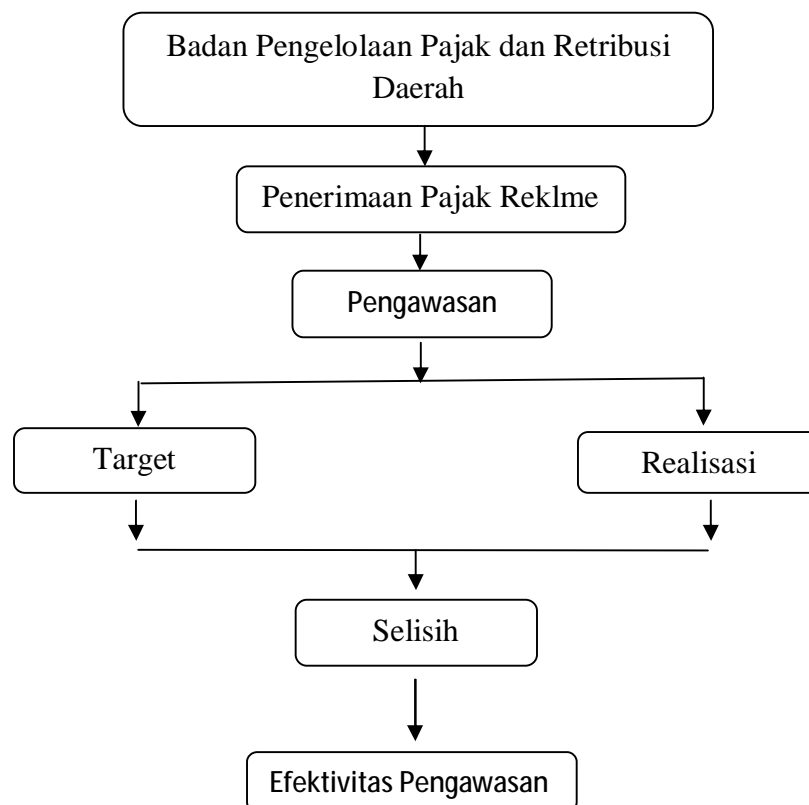 Badan Pengelolaan Pajak dan Retribusi
Daerah
Penerimaan Pajak Reklme
Pengawasan
Target
Realisasi
Selisih
Efektivitas Pengawasan